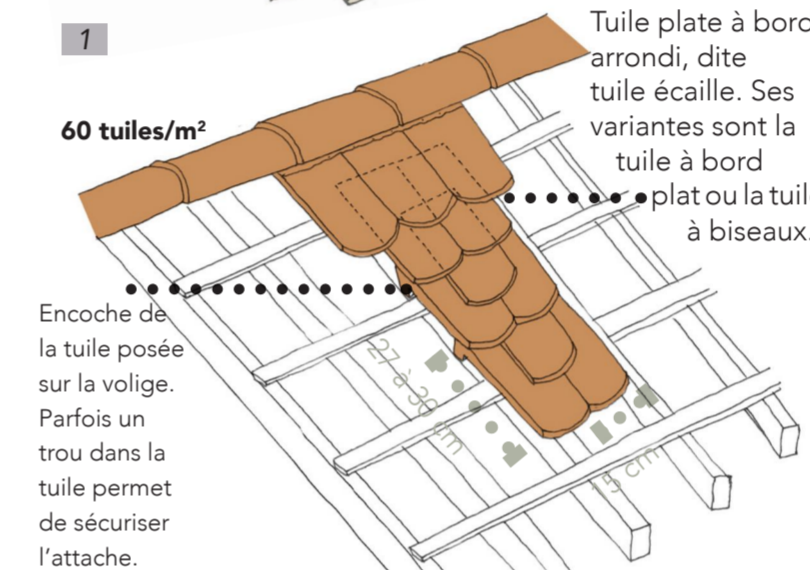 1
60 tuiles/m²
Tuile plate à bord
arrondi, dite
tuile écaille. Ses
variantes sont la
tuile à bord
plat ou la tuil
à biseaux.
Encoche de
la tuile posée
sur la volige.
Parfois un
trou dans la
tuile permet
de sécuriser
l'attache.
27 à 30 cm
15 cm